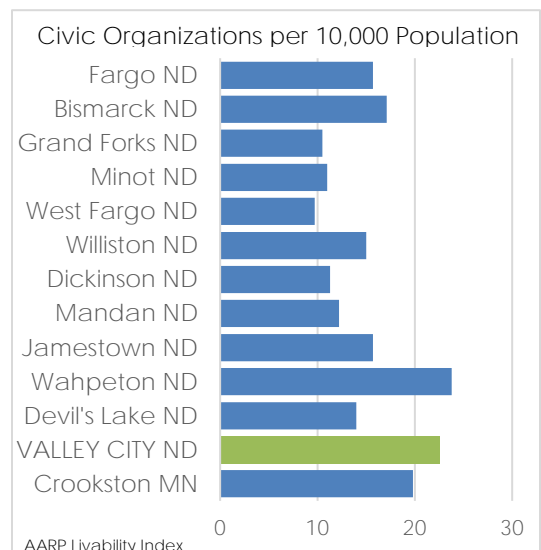 Civic Organizations per 10,000 Population
Fargo ND
Bismarck ND
Grand Forks ND
Minot ND
West Fargo ND
Williston ND
Dickinson ND
Mandan ND
Jamestown ND
Wahpeton ND
Devil's Lake ND
VALLEY CITY ND
Crookston MN
0 10 20 30
AARP Livability Index